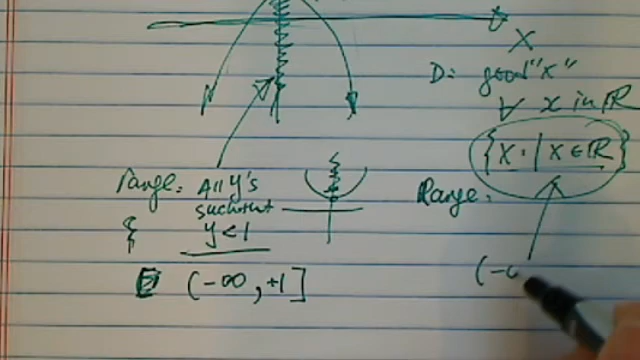 X
D: good "x"
∀ x in ℝ
{ X · | X ∈ ℝ }
range: All y's
such that
{ y < 1
(-∞, +1]
Range:
(-